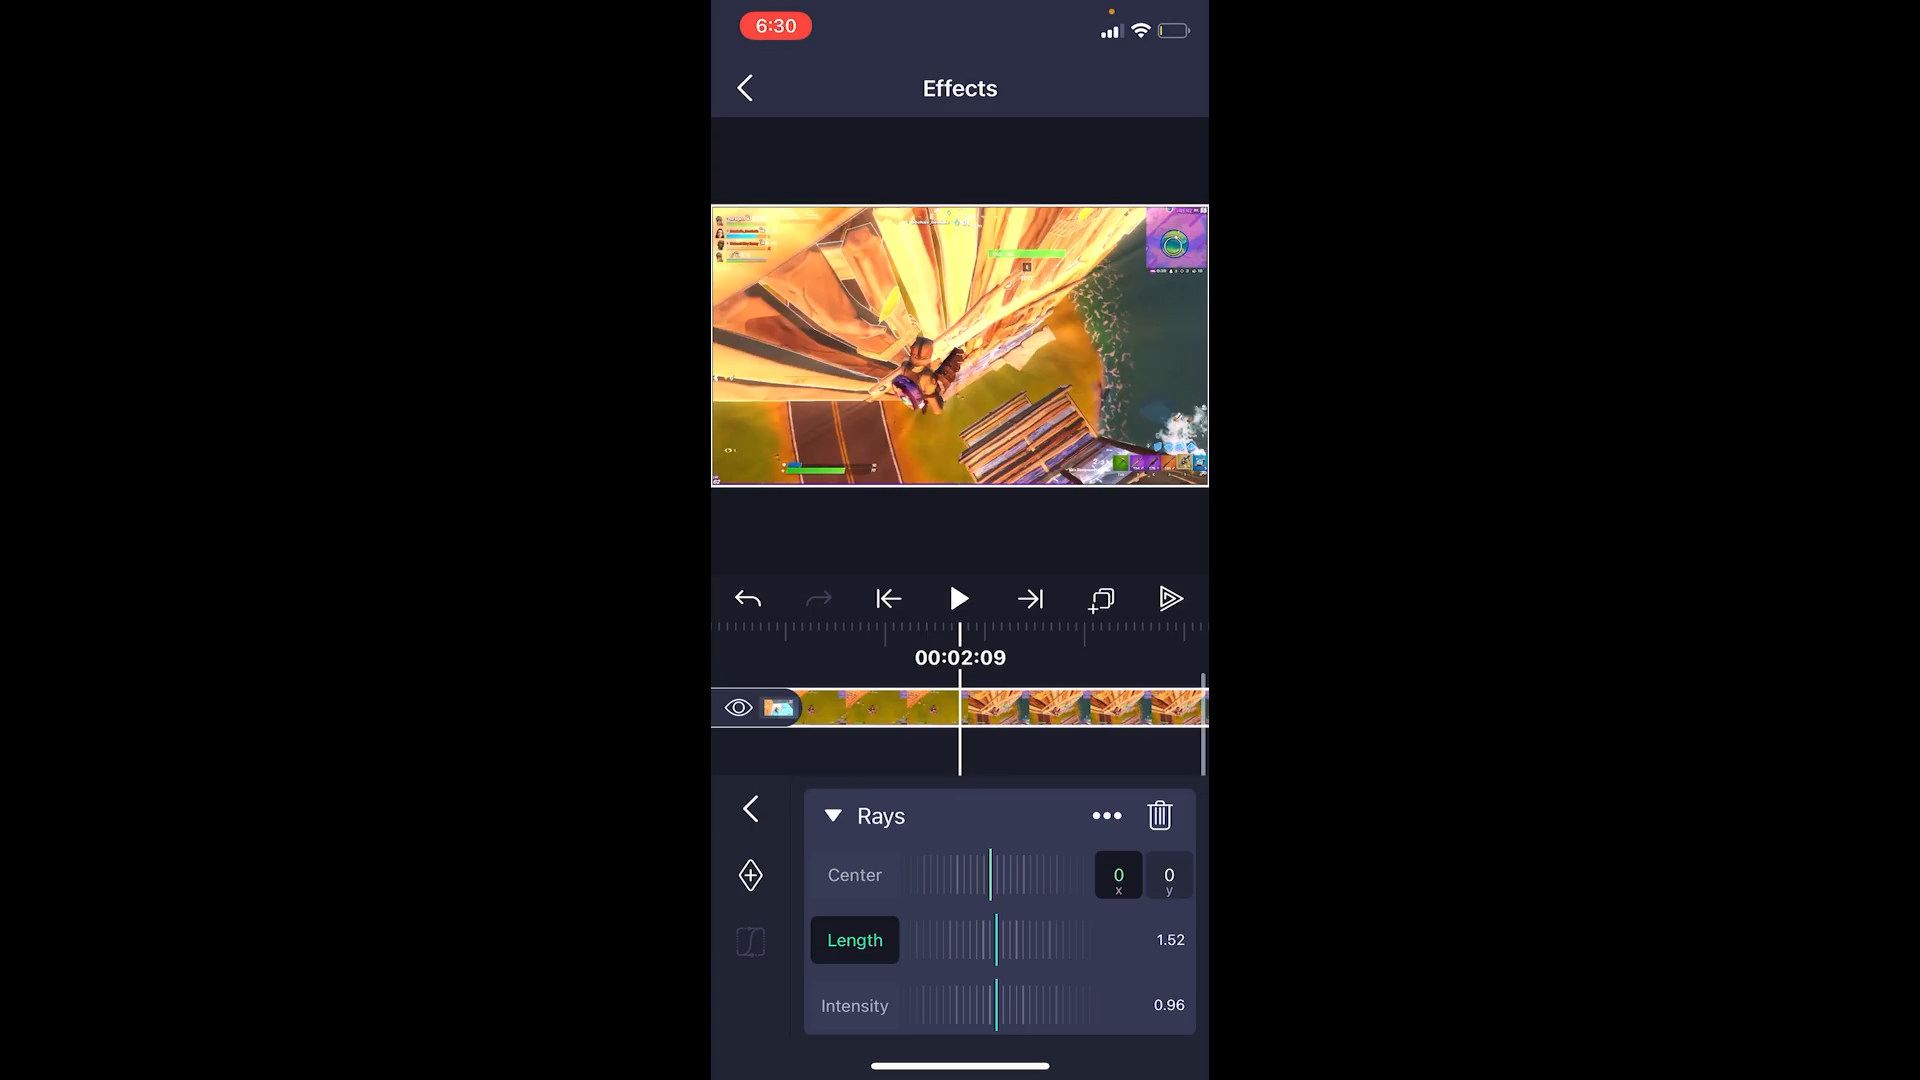 6:30
Effects
00:02:09
Rays
Center
0
x
0
y
Length
1.52
Intensity
0.96